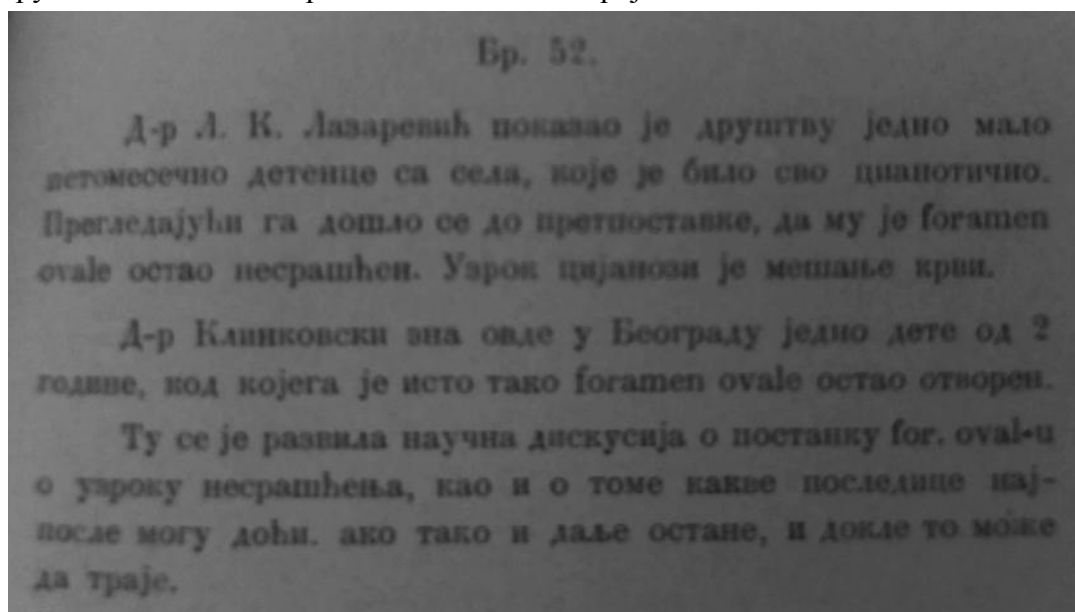 Бр. 52.
Д-р Л. К. Лазаревић показао је друштву једно мало
петомесечно детенце са села, које је било сво цианотично.
Прегледајући га дошло се до претпоставке, да му је foramen
ovale остао несрашћен. Узрок цијанози је мешање крви.
Д-р Клинковски зна овде у Београду једно дете од 2
године, код којега је исто тако foramen ovale остао отворен.
Ту се је развила научна дискусија о постанку for. oval-u
о узроку несрашћења, као и о томе какве последице нај-
после могу доћи. ако тако и даље остане, и докле то може
да траје.